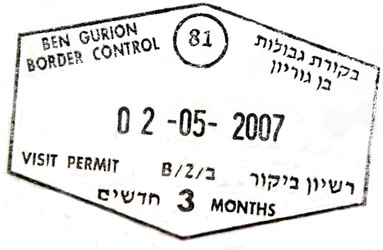 BEN GURION 81 בקורת גבולות
BORDER CONTROL בן גוריון
02-05-2007
VISIT PERMIT B/2/ב רשיון ביקור
חדשים 3 MONTHS